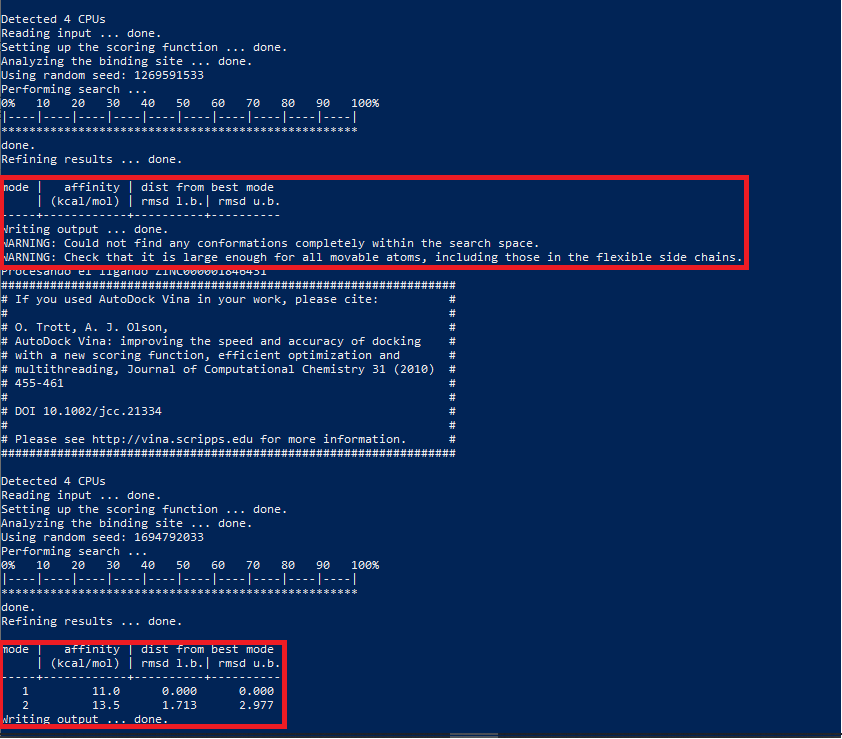 Detected 4 CPUs
Reading input ... done.
Setting up the scoring function ... done.
Analyzing the binding site ... done.
Using random seed: 1269591533
Performing search ...
0%   10   20   30   40   50   60   70   80   90   100%
|----|----|----|----|----|----|----|----|----|----|
***************************************************
done.
Refining results ... done.
mode |   affinity | dist from best mode
     | (kcal/mol) | rmsd l.b.| rmsd u.b.
-----+------------+----------+----------
Writing output ... done.
WARNING: Could not find any conformations completely within the search space.
WARNING: Check that it is large enough for all movable atoms, including those in the flexible side chains.
Procesando el ligando ZINC000001846431
#################################################################
# If you used AutoDock Vina in your work, please cite:          #
#                                                               #
# O. Trott, A. J. Olson,                                        #
# AutoDock Vina: improving the speed and accuracy of docking    #
# with a new scoring function, efficient optimization and       #
# multithreading, Journal of Computational Chemistry 31 (2010)  #
# 455-461                                                       #
#                                                               #
# DOI 10.1002/jcc.21334                                         #
#                                                               #
# Please see http://vina.scripps.edu for more information.      #
#################################################################
Detected 4 CPUs
Reading input ... done.
Setting up the scoring function ... done.
Analyzing the binding site ... done.
Using random seed: 1694792033
Performing search ...
0%   10   20   30   40   50   60   70   80   90   100%
|----|----|----|----|----|----|----|----|----|----|
***************************************************
done.
Refining results ... done.
mode |   affinity | dist from best mode
     | (kcal/mol) | rmsd l.b.| rmsd u.b.
-----+------------+----------+----------
   1         11.0      0.000      0.000
   2         13.5      1.713      2.977
Writing output ... done.